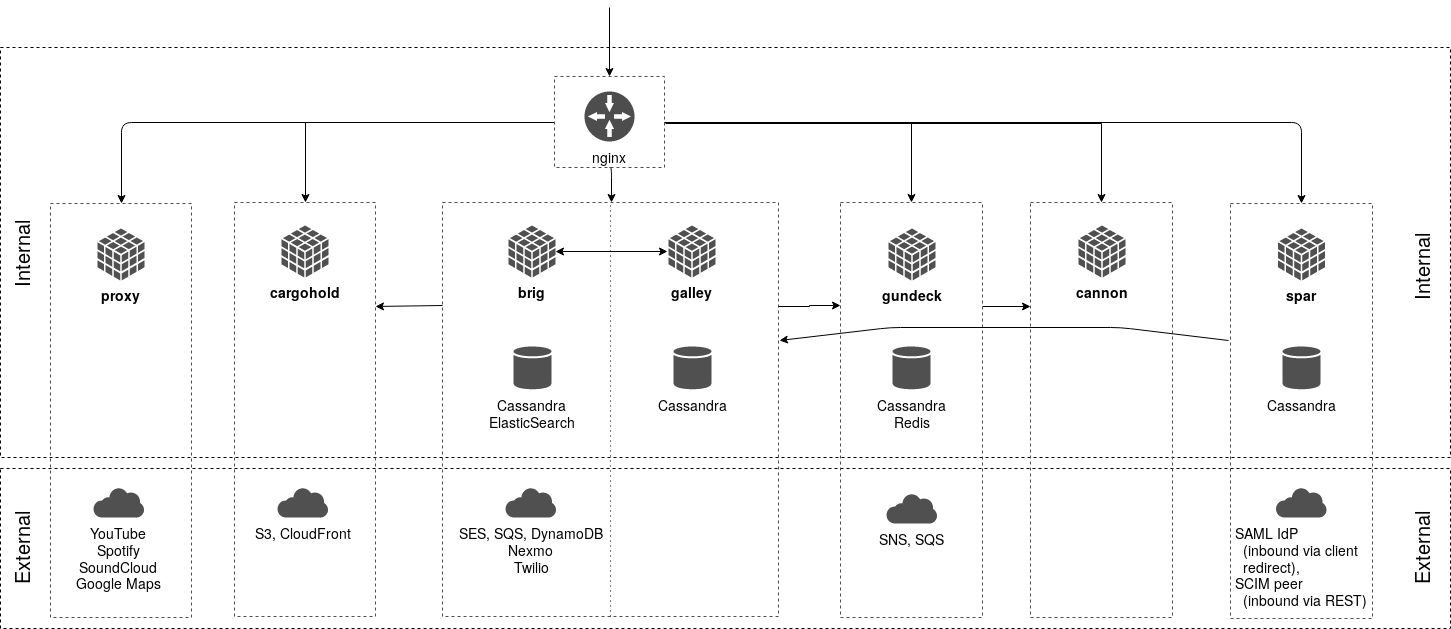 nginx
Internal
Internal
proxy
cargohold
brig
galley
gundeck
cannon
spar
Cassandra
ElasticSearch
Cassandra
Cassandra
Redis
Cassandra
External
External
YouTube
Spotify
SoundCloud
Google Maps
S3, CloudFront
SES, SQS, DynamoDB
Nexmo
Twilio
SNS, SQS
SAML IdP
(inbound via client
redirect),
SCIM peer
(inbound via REST)